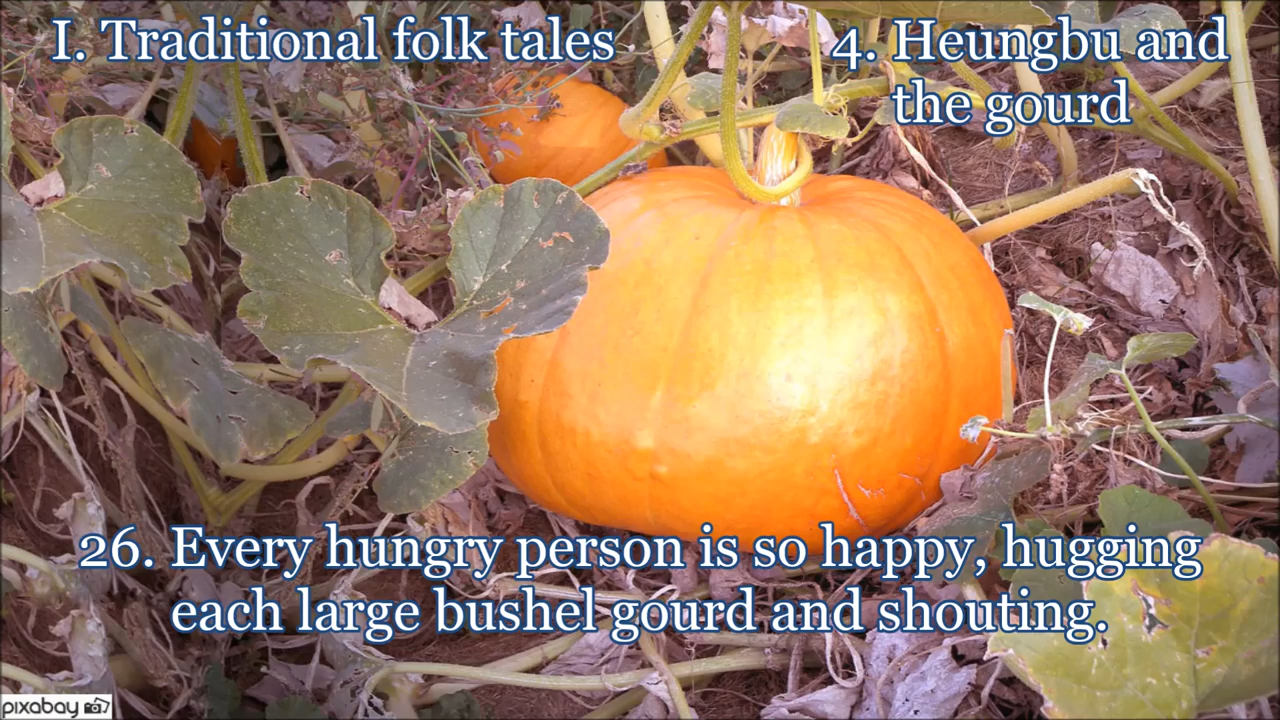 I. Traditional folk tales
4. Heungbu and
the gourd
26. Every hungry person is so happy, hugging
each large bushel gourd and shouting.
pixabay